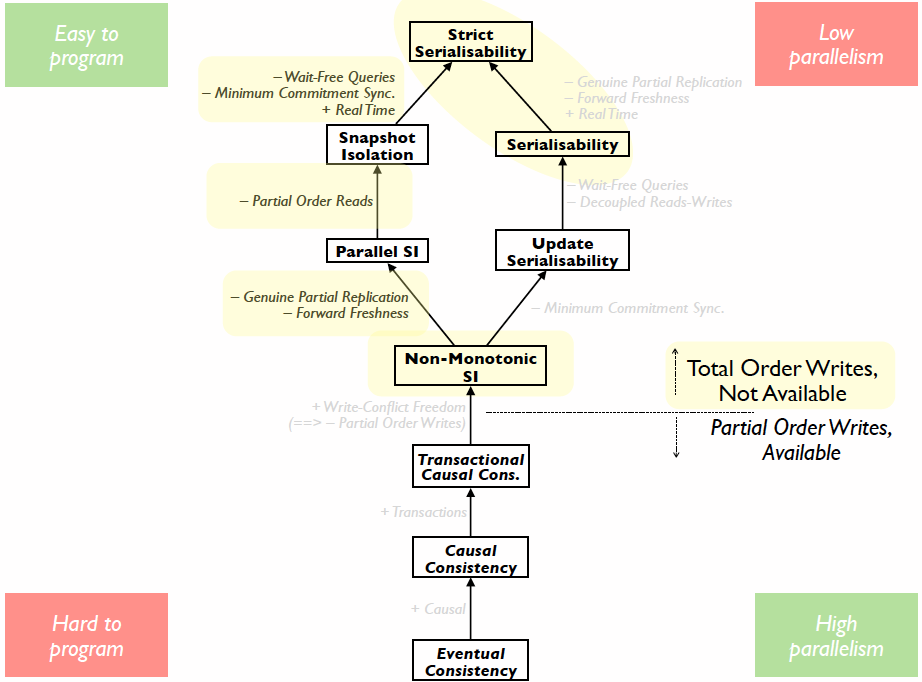 Easy to
program
Strict
Serialisability
Low
parallelism
– Wait-Free Queries
– Minimum Commitment Sync.
+ Real Time
– Genuine Partial Replication
– Forward Freshness
+ Real Time
Snapshot
Isolation
Serialisability
– Partial Order Reads
– Wait-Free Queries
– Decoupled Reads-Writes
Parallel SI
Update
Serialisability
– Genuine Partial Replication
– Forward Freshness
– Minimum Commitment Sync.
Non-Monotonic
SI
Total Order Writes,
Not Available
+ Write-Conflict Freedom
(==> – Partial Order Writes)
Partial Order Writes,
Available
Transactional
Causal Cons.
+ Transactions
Causal
Consistency
+ Causal
Hard to
program
High
parallelism
Eventual
Consistency